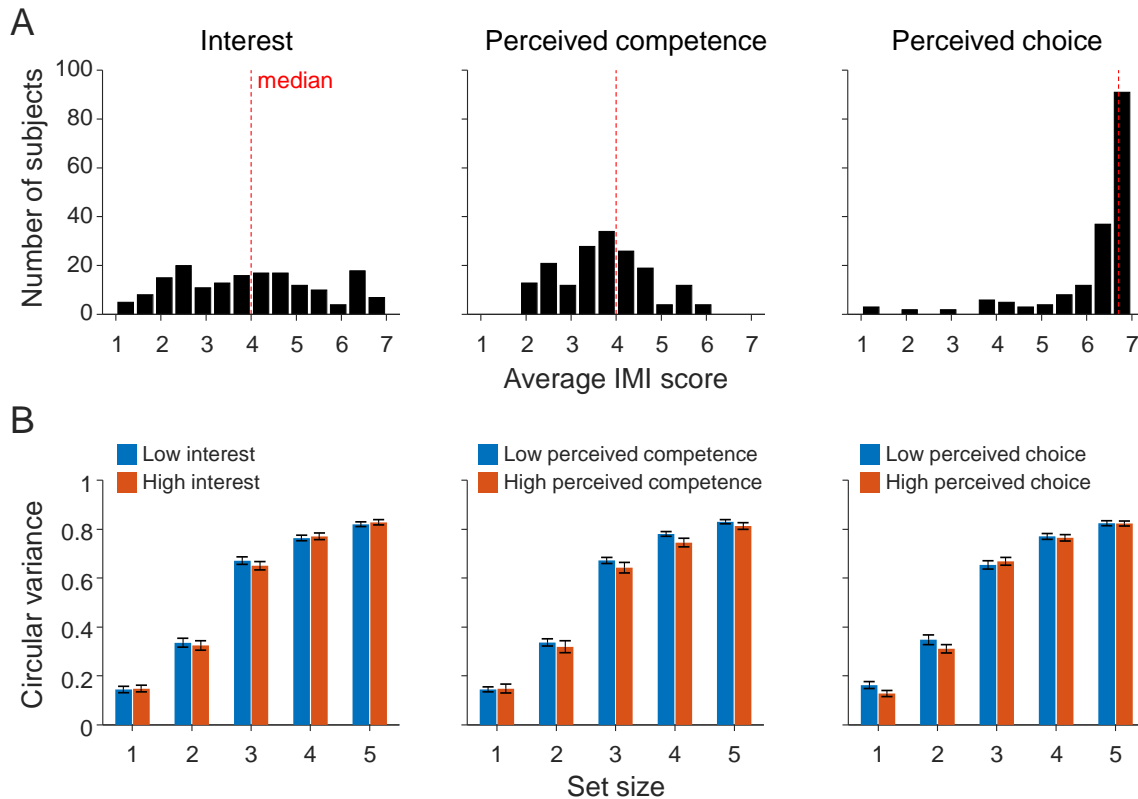 A
Interest
Perceived competence
Perceived choice
Number of subjects
100
80
60
40
20
0
median
1 2 3 4 5 6 7
1 2 3 4 5 6 7
1 2 3 4 5 6 7
Average IMI score
B
Low interest
High interest
Low perceived competence
High perceived competence
Low perceived choice
High perceived choice
Circular variance
1
0.8
0.6
0.4
0.2
0
1 2 3 4 5
1 2 3 4 5
1 2 3 4 5
Set size